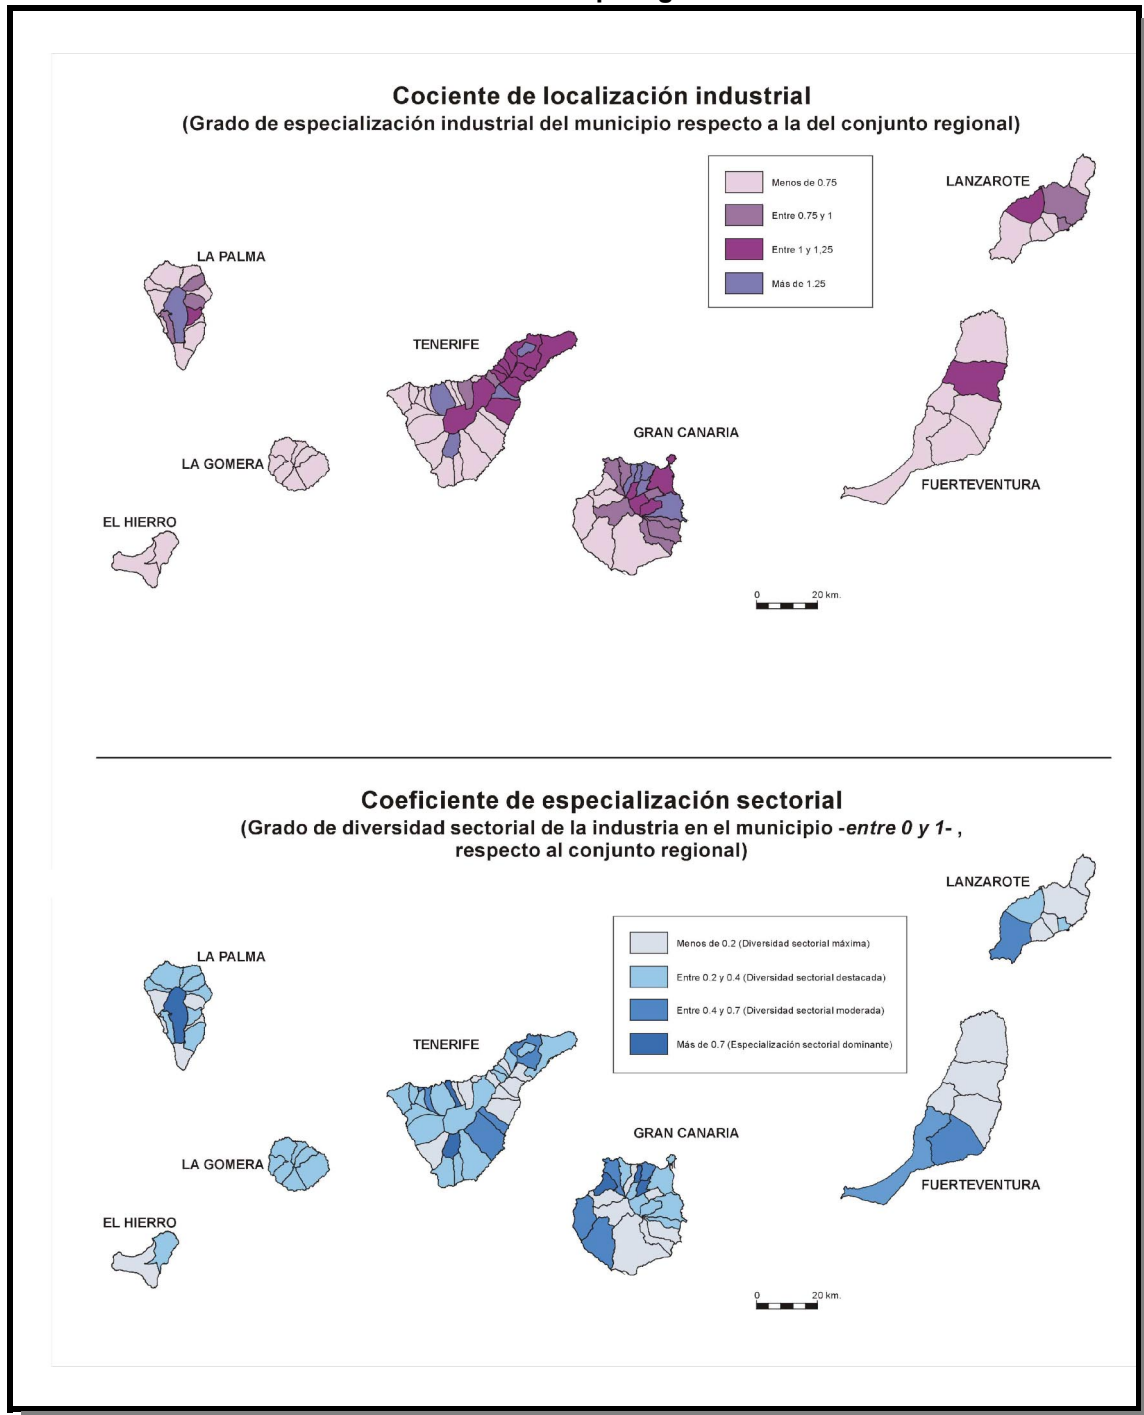 Cociente de localización industrial
(Grado de especialización industrial del municipio respecto a la del conjunto regional)
Menos de 0.75
Entre 0.75 y 1
Entre 1 y 1,25
Más de 1.25
LANZAROTE
LA PALMA
TENERIFE
GRAN CANARIA
LA GOMERA
FUERTEVENTURA
EL HIERRO
0 20 km.
Coeficiente de especialización sectorial
(Grado de diversidad sectorial de la industria en el municipio -entre 0 y 1- ,
respecto al conjunto regional)
LANZAROTE
Menos de 0.2 (Diversidad sectorial máxima)
Entre 0.2 y 0.4 (Diversidad sectorial destacada)
Entre 0.4 y 0.7 (Diversidad sectorial moderada)
Más de 0.7 (Especialización sectorial dominante)
LA PALMA
TENERIFE
GRAN CANARIA
LA GOMERA
FUERTEVENTURA
EL HIERRO
0 20 km.